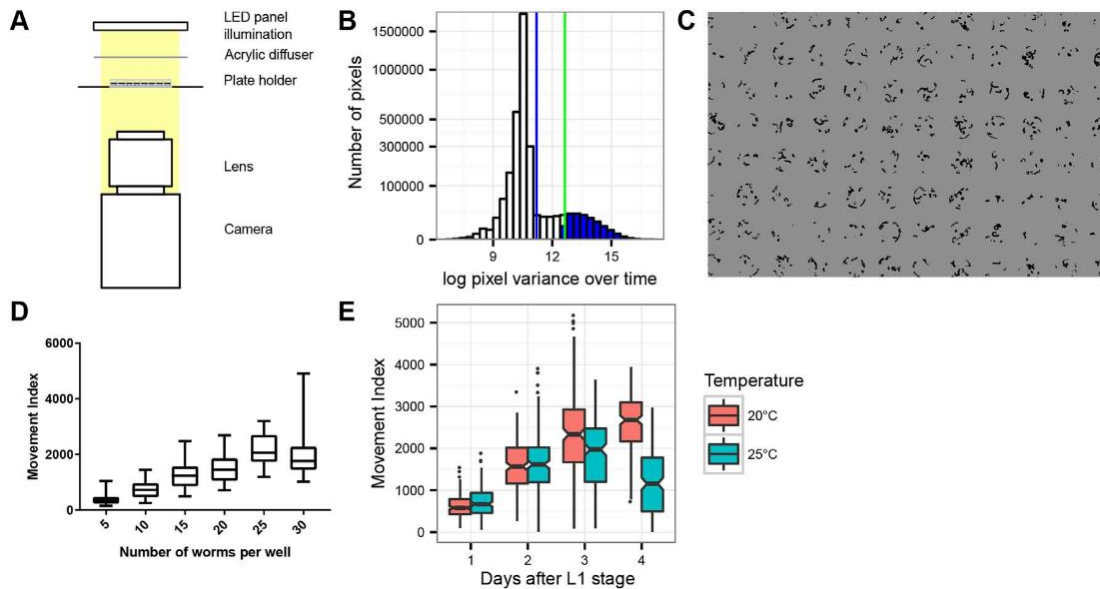 A
LED panel
illumination
Acrylic diffuser
Plate holder
Lens
Camera
B
Number of pixels
1500000
1000000
500000
300000
100000
0
9
12
15
log pixel variance over time
C
D
Movement Index
6000
4000
2000
0
5
10
15
20
25
30
Number of worms per well
E
Movement Index
5000
4000
3000
2000
1000
0
1
2
3
4
Days after L1 stage
Temperature
20°C
25°C